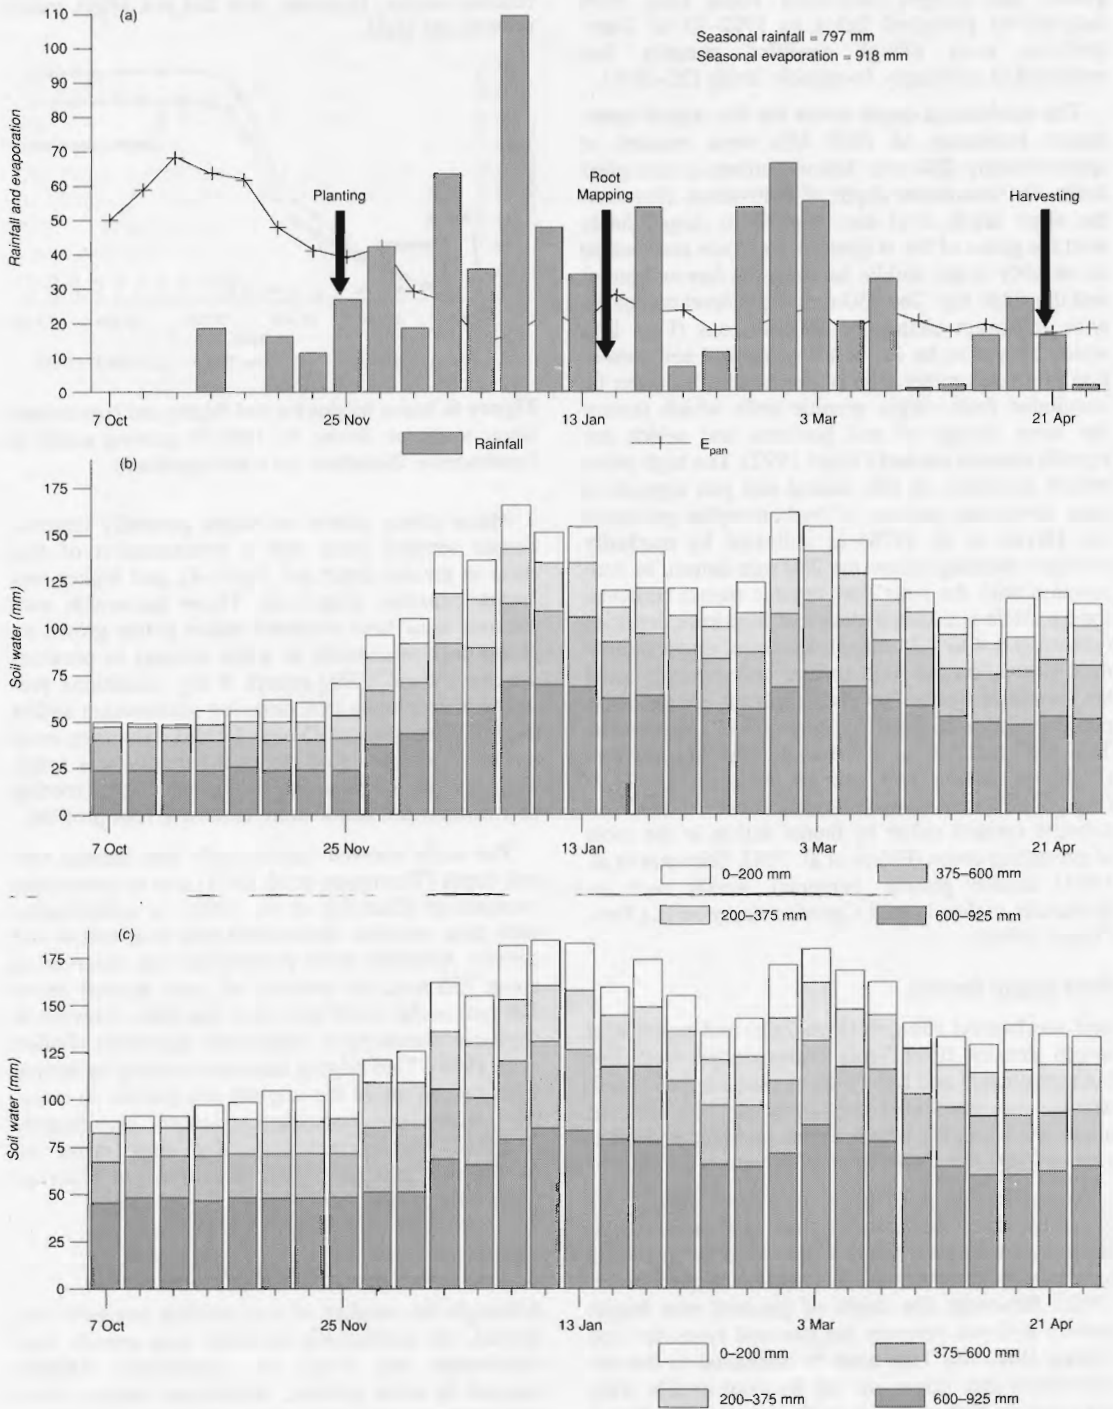 (a)
Seasonal rainfall = 797 mm
Seasonal evaporation = 918 mm
Rainfall and evaporation
110
100
90
80
70
60
50
40
30
20
10
0
Planting
Root
Mapping
Harvesting
7 Oct
25 Nov
13 Jan
3 Mar
21 Apr
Rainfall
Epan
(b)
Soil water (mm)
175
150
125
100
75
50
25
0
7 Oct
25 Nov
13 Jan
3 Mar
21 Apr
0–200 mm
375–600 mm
200–375 mm
600–925 mm
(c)
Soil water (mm)
175
150
125
100
75
50
25
0
7 Oct
25 Nov
13 Jan
3 Mar
21 Apr
0–200 mm
375–600 mm
200–375 mm
600–925 mm